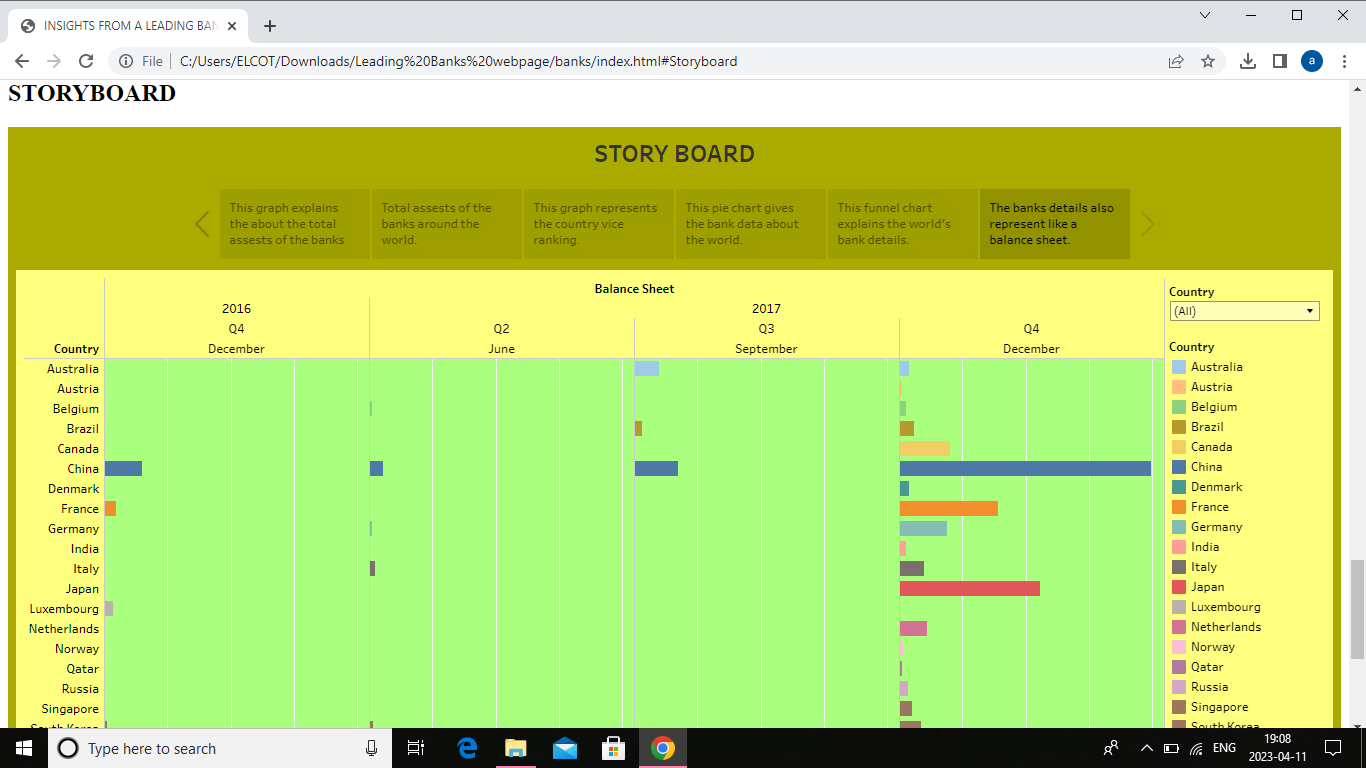 INSIGHTS FROM A LEADING BAN
File
C:/Users/ELCOT/Downloads/Leading%20Banks%20webpage/banks/index.html#Storyboard
a
STORYBOARD
STORY BOARD
This graph explains
the about the total
assests of the banks
Total assests of the
banks around the
world.
This graph represents
the country vice
ranking.
This pie chart gives
the bank data about
the world.
This funnel chart
explains the world's
bank details.
The banks details also
represent like a
balance sheet.
Balance Sheet
2016
2017
Q4
Q2
Q3
Q4
Country
December
June
September
December
Australia
Austria
Belgium
Brazil
Canada
China
Denmark
France
Germany
India
Italy
Japan
Luxembourg
Netherlands
Norway
Qatar
Russia
Singapore
South Korea
Country
(All)
Country
Australia
Austria
Belgium
Brazil
Canada
China
Denmark
France
Germany
India
Italy
Japan
Luxembourg
Netherlands
Norway
Qatar
Russia
Singapore
South Korea
Type here to search
ENG
19:08
2023-04-11